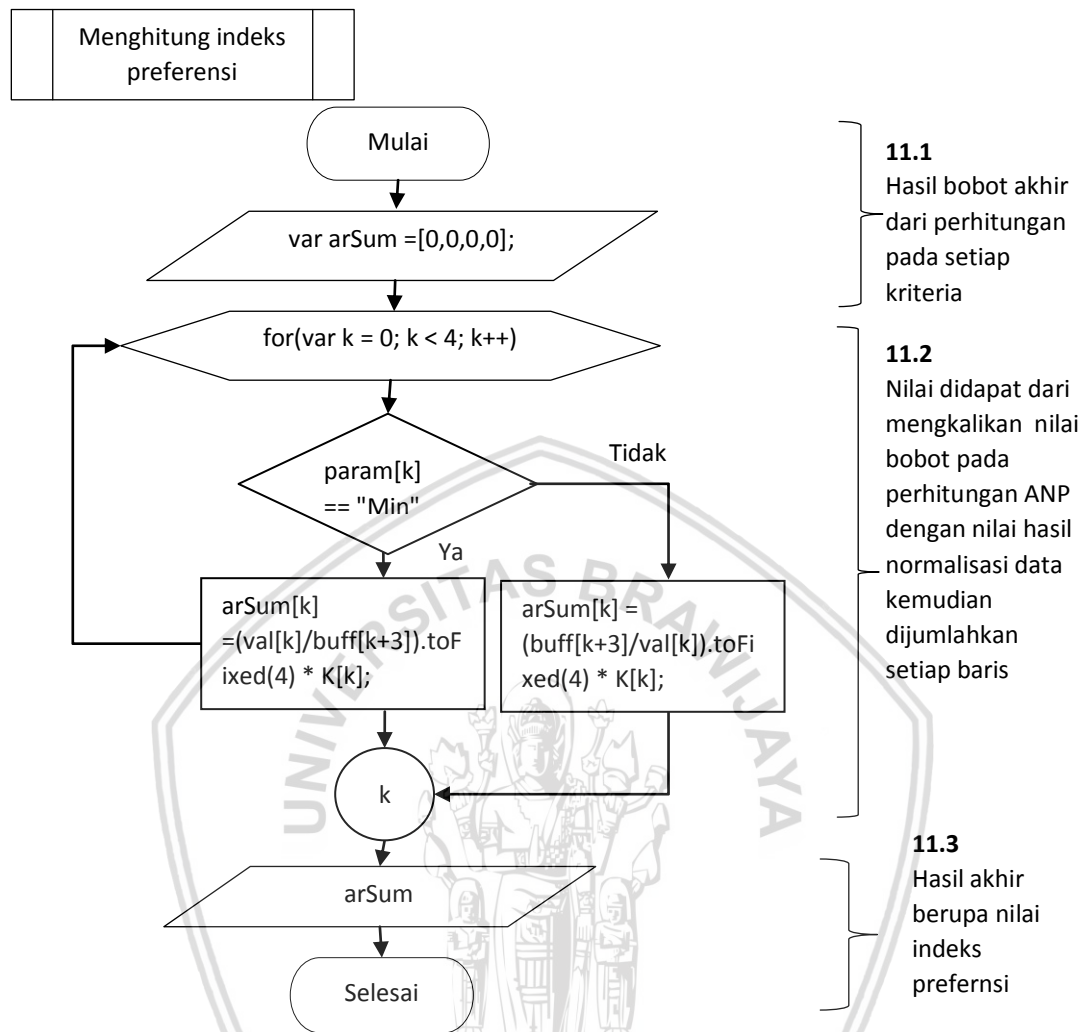 Menghitung indeks
preferensi
Mulai
var arSum =[0,0,0,0];
for(var k = 0; k < 4; k++)
param[k]
== "Min"
Tidak
Ya
arSum[k]
=(val[k]/buff[k+3]).toF
ixed(4) * K[k];
arSum[k] =
(buff[k+3]/val[k]).toFi
xed(4) * K[k];
k
arSum
Selesai
11.1
Hasil bobot akhir
dari perhitungan
pada setiap
kriteria
11.2
Nilai didapat dari
mengkalikan nilai
bobot pada
perhitungan ANP
dengan nilai hasil
normalisasi data
kemudian
dijumlahkan
setiap baris
11.3
Hasil akhir
berupa nilai
indeks
prefernsi
UNIVERSITAS BRAWIJAYA